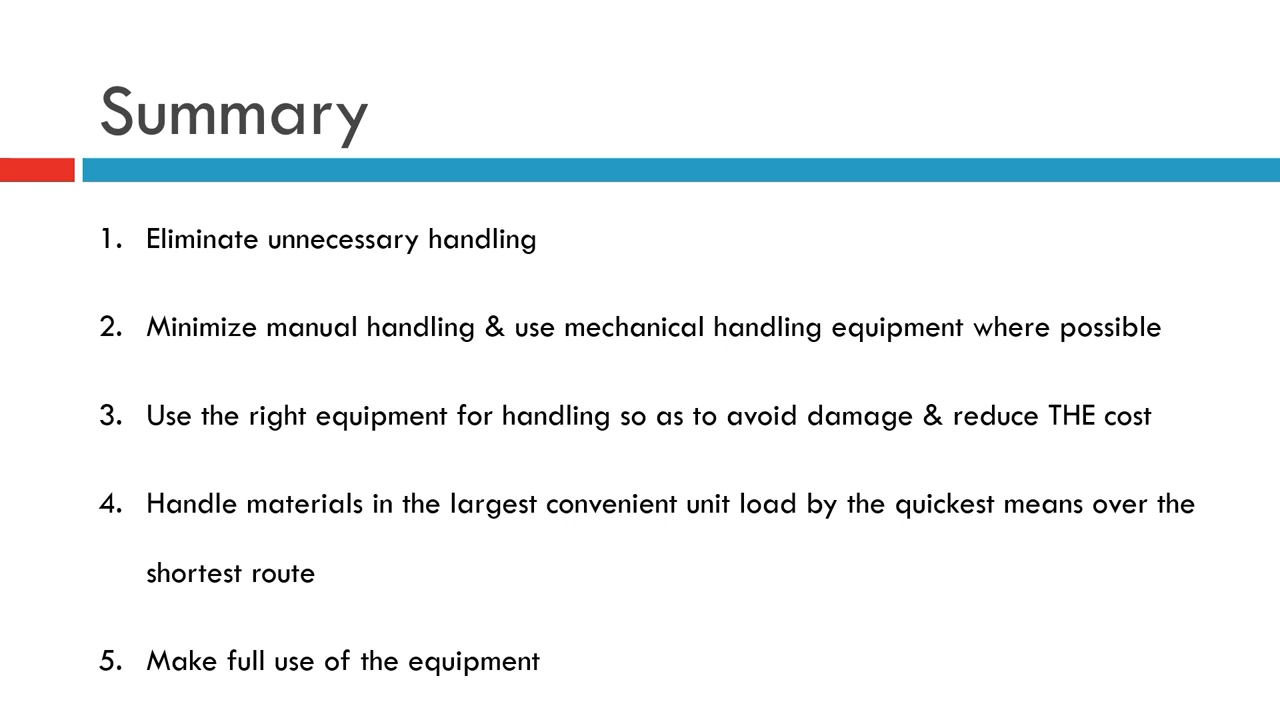 Summary
1. Eliminate unnecessary handling
2. Minimize manual handling & use mechanical handling equipment where possible
3. Use the right equipment for handling so as to avoid damage & reduce THE cost
4. Handle materials in the largest convenient unit load by the quickest means over the
shortest route
5. Make full use of the equipment